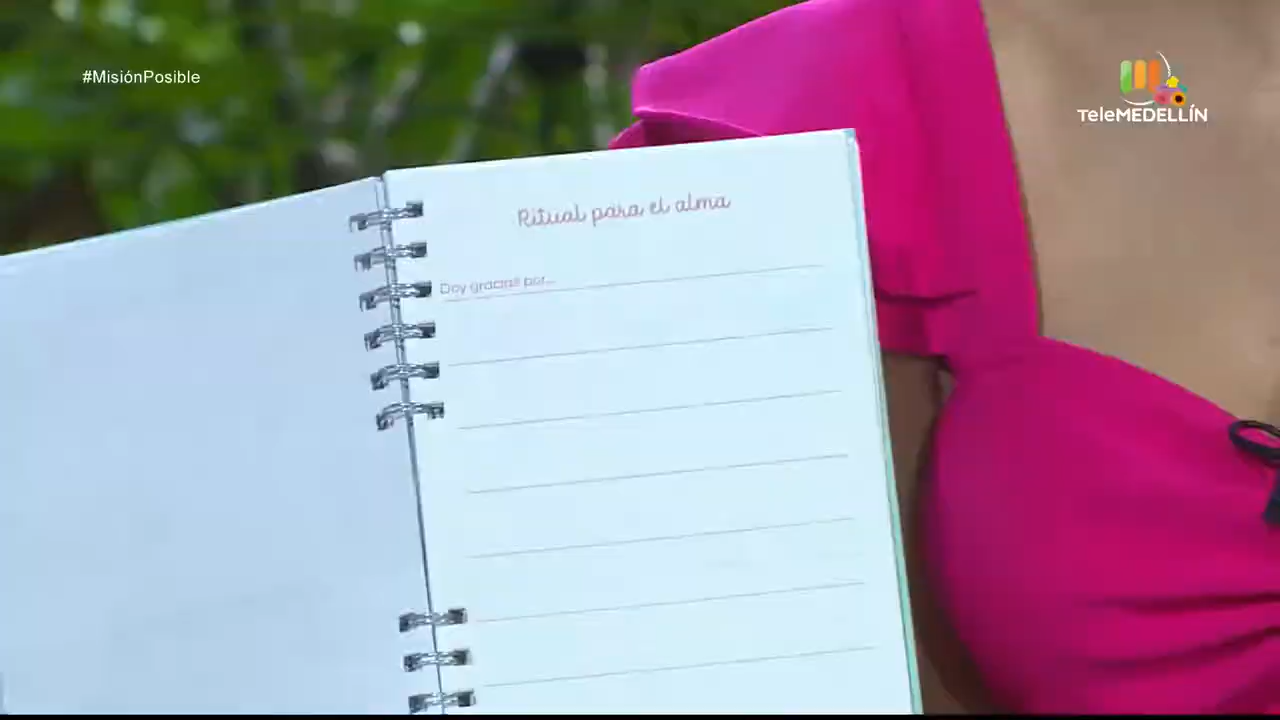 #MisiónPosible
TeleMEDELLÍN
Ritual para el alma
Doy gracias por...